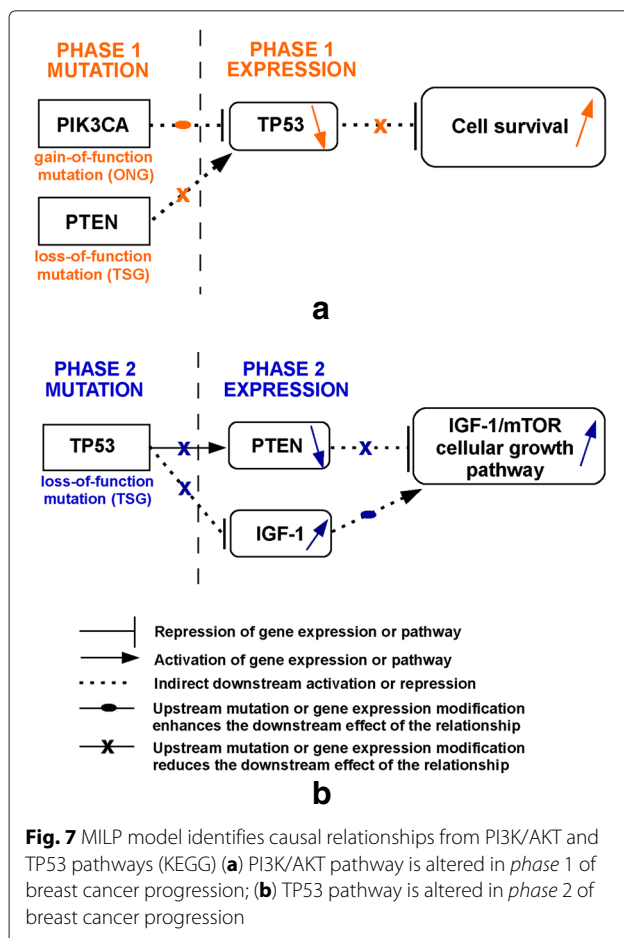 PHASE 1
MUTATION
PHASE 1
EXPRESSION
PIK3CA
gain-of-function
mutation (ONG)
TP53
Cell survival
PTEN
loss-of-function
mutation (TSG)
a
PHASE 2
MUTATION
PHASE 2
EXPRESSION
TP53
loss-of-function
mutation (TSG)
PTEN
IGF-1/mTOR
cellular growth
pathway
IGF-1
Repression of gene expression or pathway
Activation of gene expression or pathway
Indirect downstream activation or repression
Upstream mutation or gene expression modification
enhances the downstream effect of the relationship
Upstream mutation or gene expression modification
reduces the downstream effect of the relationship
b
Fig. 7 MILP model identifies causal relationships from PI3K/AKT and
TP53 pathways (KEGG) (a) PI3K/AKT pathway is altered in phase 1 of
breast cancer progression; (b) TP53 pathway is altered in phase 2 of
breast cancer progression